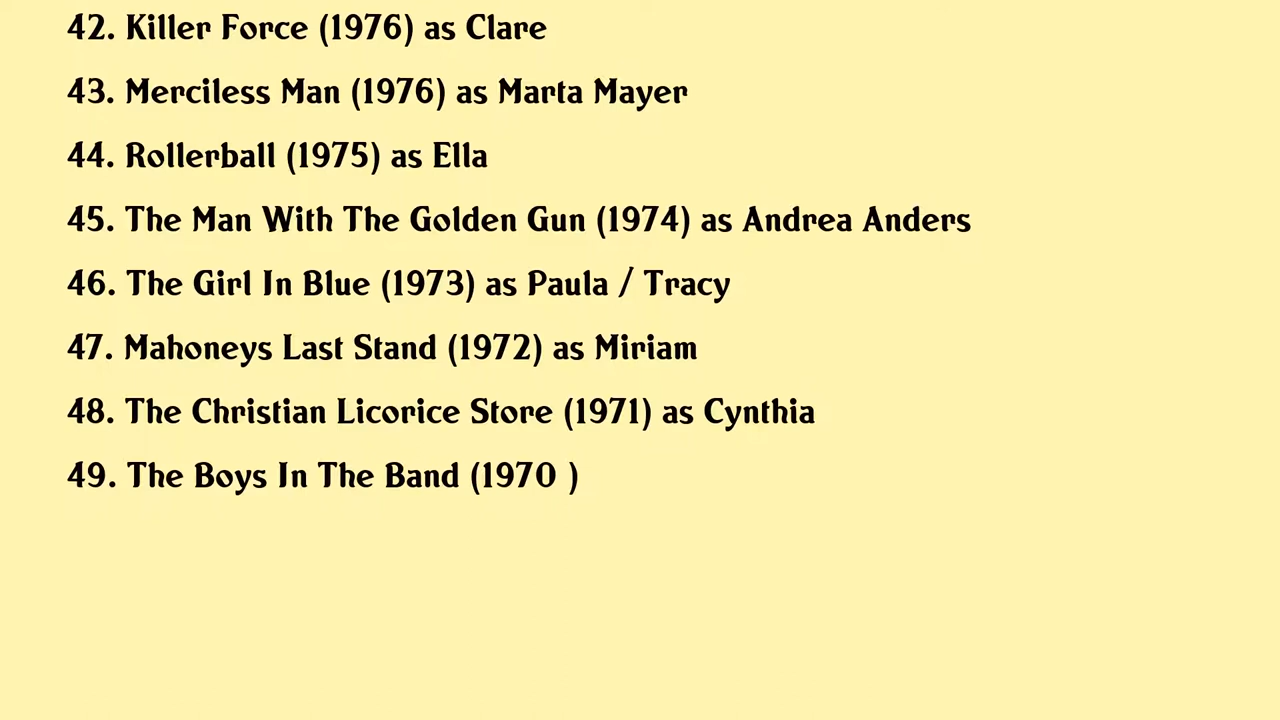 42. Killer Force (1976) as Clare
43. Merciless Man (1976) as Marta Mayer
44. Rollerball (1975) as Ella
45. The Man With The Golden Gun (1974) as Andrea Anders
46. The Girl In Blue (1973) as Paula / Tracy
47. Mahoneys Last Stand (1972) as Miriam
48. The Christian Licorice Store (1971) as Cynthia
49. The Boys In The Band (1970 )